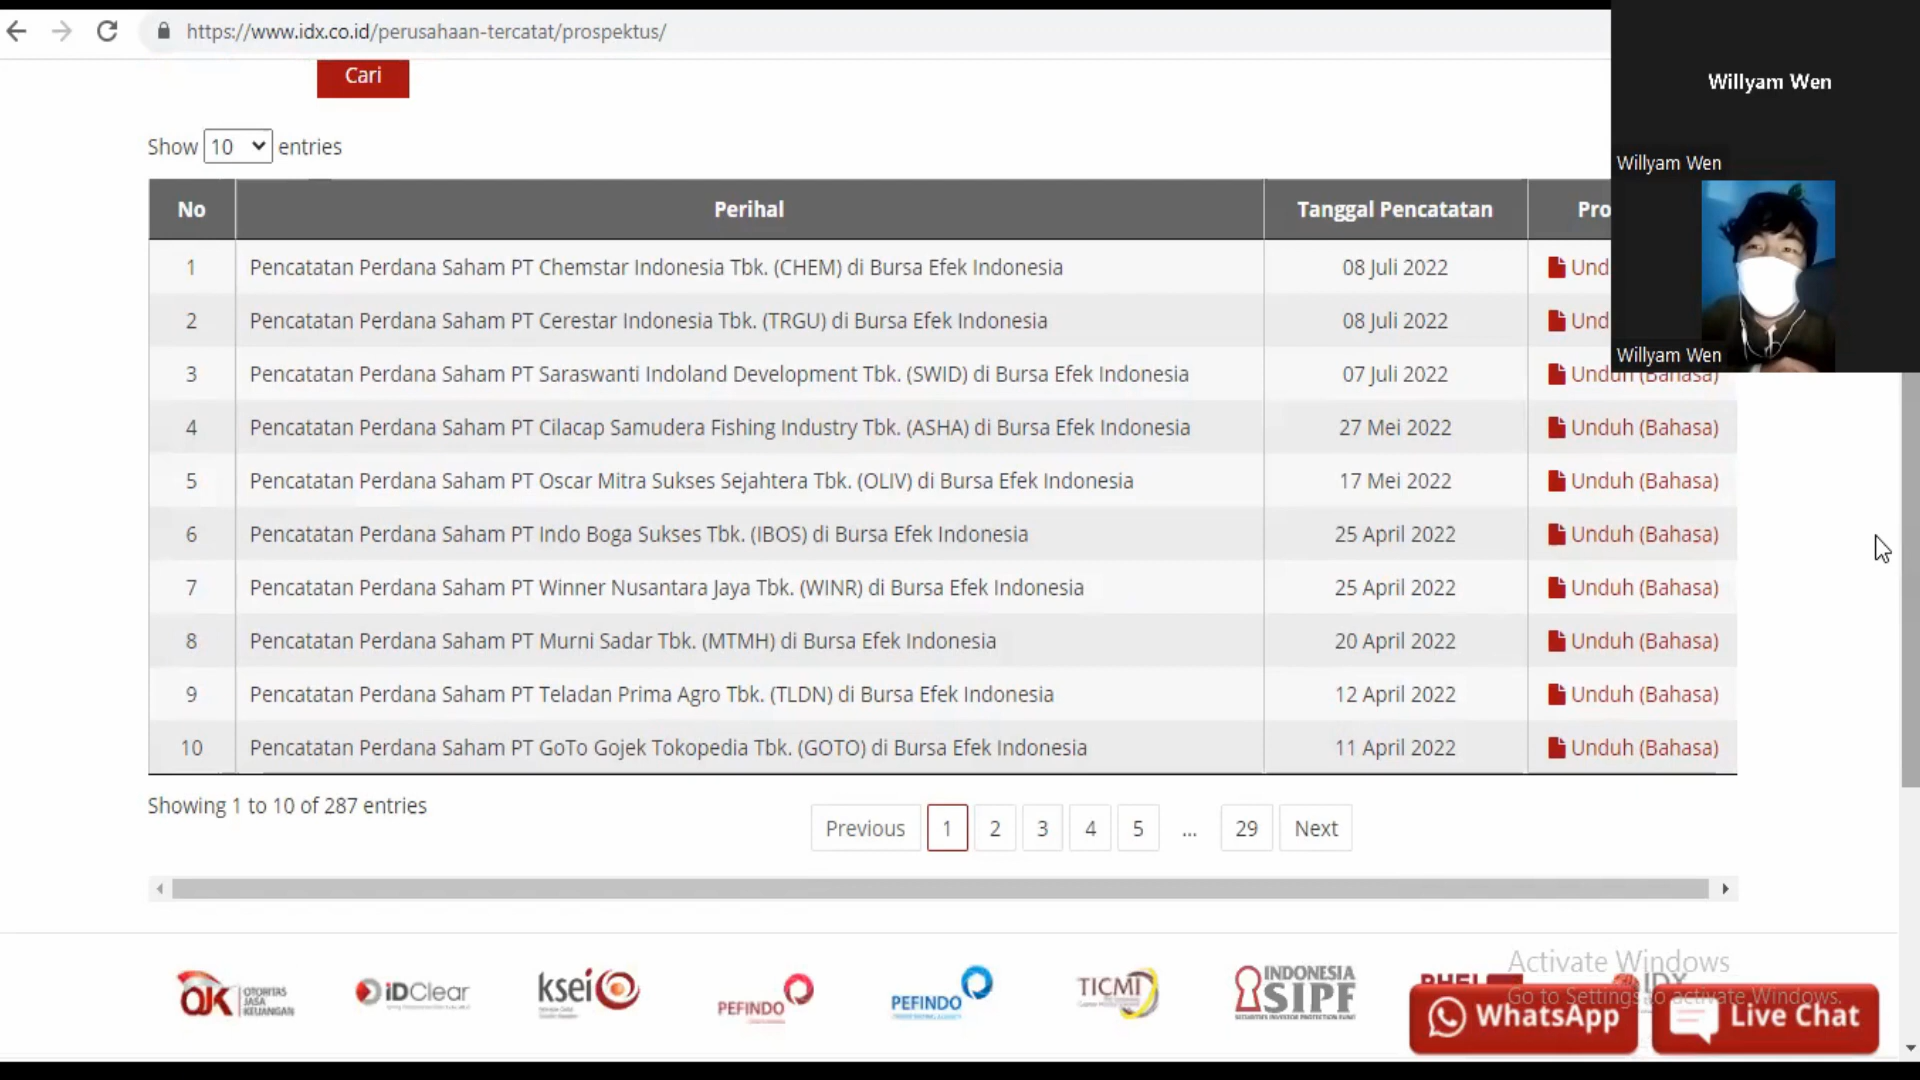 https://www.idx.co.id/perusahaan-tercatat/prospektus/
Willyam Wen
Cari
Show 10 entries
Willyam Wen
No Perihal Tanggal Pencatatan Pro
1 Pencatatan Perdana Saham PT Chemstar Indonesia Tbk. (CHEM) di Bursa Efek Indonesia 08 Juli 2022 Und
2 Pencatatan Perdana Saham PT Cerestar Indonesia Tbk. (TRGU) di Bursa Efek Indonesia 08 Juli 2022 Und
Willyam Wen
3 Pencatatan Perdana Saham PT Saraswanti Indoland Development Tbk. (SWID) di Bursa Efek Indonesia 07 Juli 2022 Unduh (Bahasa)
4 Pencatatan Perdana Saham PT Cilacap Samudera Fishing Industry Tbk. (ASHA) di Bursa Efek Indonesia 27 Mei 2022 Unduh (Bahasa)
5 Pencatatan Perdana Saham PT Oscar Mitra Sukses Sejahtera Tbk. (OLIV) di Bursa Efek Indonesia 17 Mei 2022 Unduh (Bahasa)
6 Pencatatan Perdana Saham PT Indo Boga Sukses Tbk. (IBOS) di Bursa Efek Indonesia 25 April 2022 Unduh (Bahasa)
7 Pencatatan Perdana Saham PT Winner Nusantara Jaya Tbk. (WINR) di Bursa Efek Indonesia 25 April 2022 Unduh (Bahasa)
8 Pencatatan Perdana Saham PT Murni Sadar Tbk. (MTMH) di Bursa Efek Indonesia 20 April 2022 Unduh (Bahasa)
9 Pencatatan Perdana Saham PT Teladan Prima Agro Tbk. (TLDN) di Bursa Efek Indonesia 12 April 2022 Unduh (Bahasa)
10 Pencatatan Perdana Saham PT GoTo Gojek Tokopedia Tbk. (GOTO) di Bursa Efek Indonesia 11 April 2022 Unduh (Bahasa)
Showing 1 to 10 of 287 entries
Previous 1 2 3 4 5 ... 29 Next
OJK OTORITAS JASA KEUANGAN
iDClear
ksei
PEFINDO
PEFINDO
TICMI
INDONESIA SIPF
IDX
Activate Windows
Go to Settings to activate Windows.
WhatsApp
Live Chat